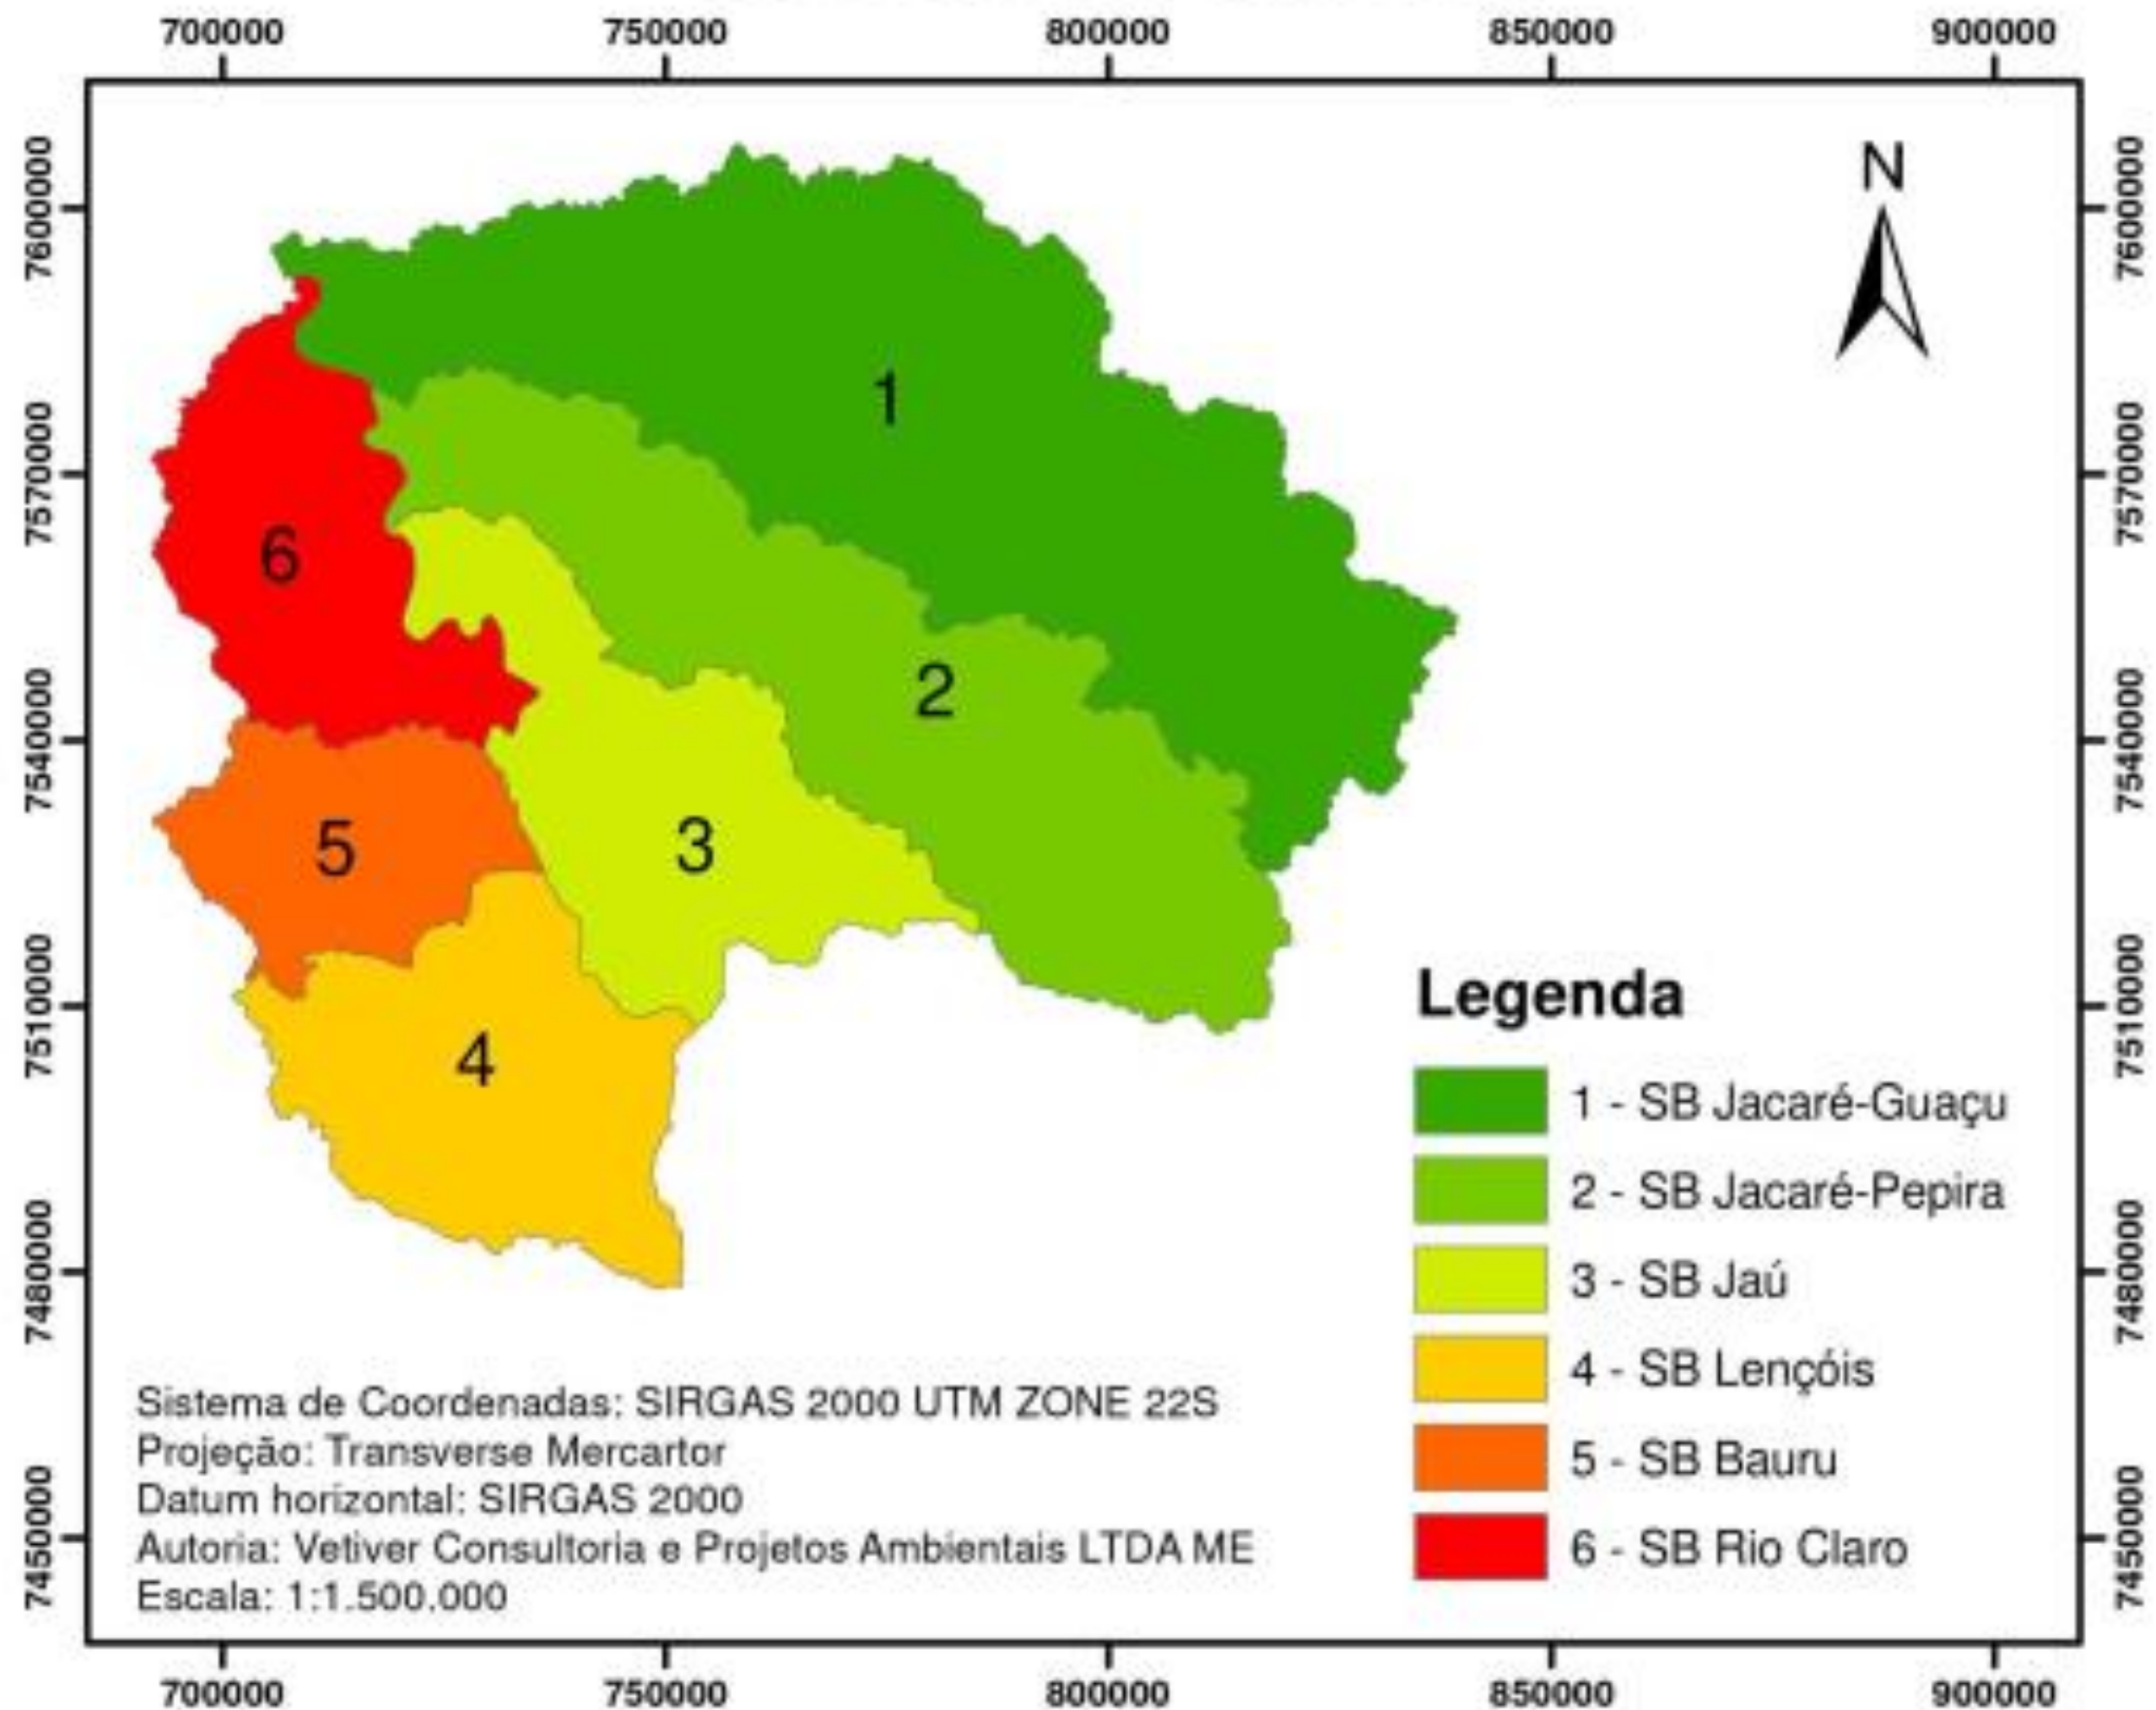 700000 750000 800000 850000 900000
7600000 7600000
N
1
7570000 7570000
6
2
7540000 7540000
5 3
7510000 7510000
Legenda
4
1 - SB Jacaré-Guaçu
2 - SB Jacaré-Pepira
7480000 7480000
3 - SB Jaú
4 - SB Lençóis
Sistema de Coordenadas: SIRGAS 2000 UTM ZONE 22S
Projeção: Transverse Mercartor
5 - SB Bauru
Datum horizontal: SIRGAS 2000
7450000 7450000
Autoria: Vetiver Consultoria e Projetos Ambientais LTDA ME
6 - SB Rio Claro
Escala: 1:1.500.000
700000 750000 800000 850000 900000